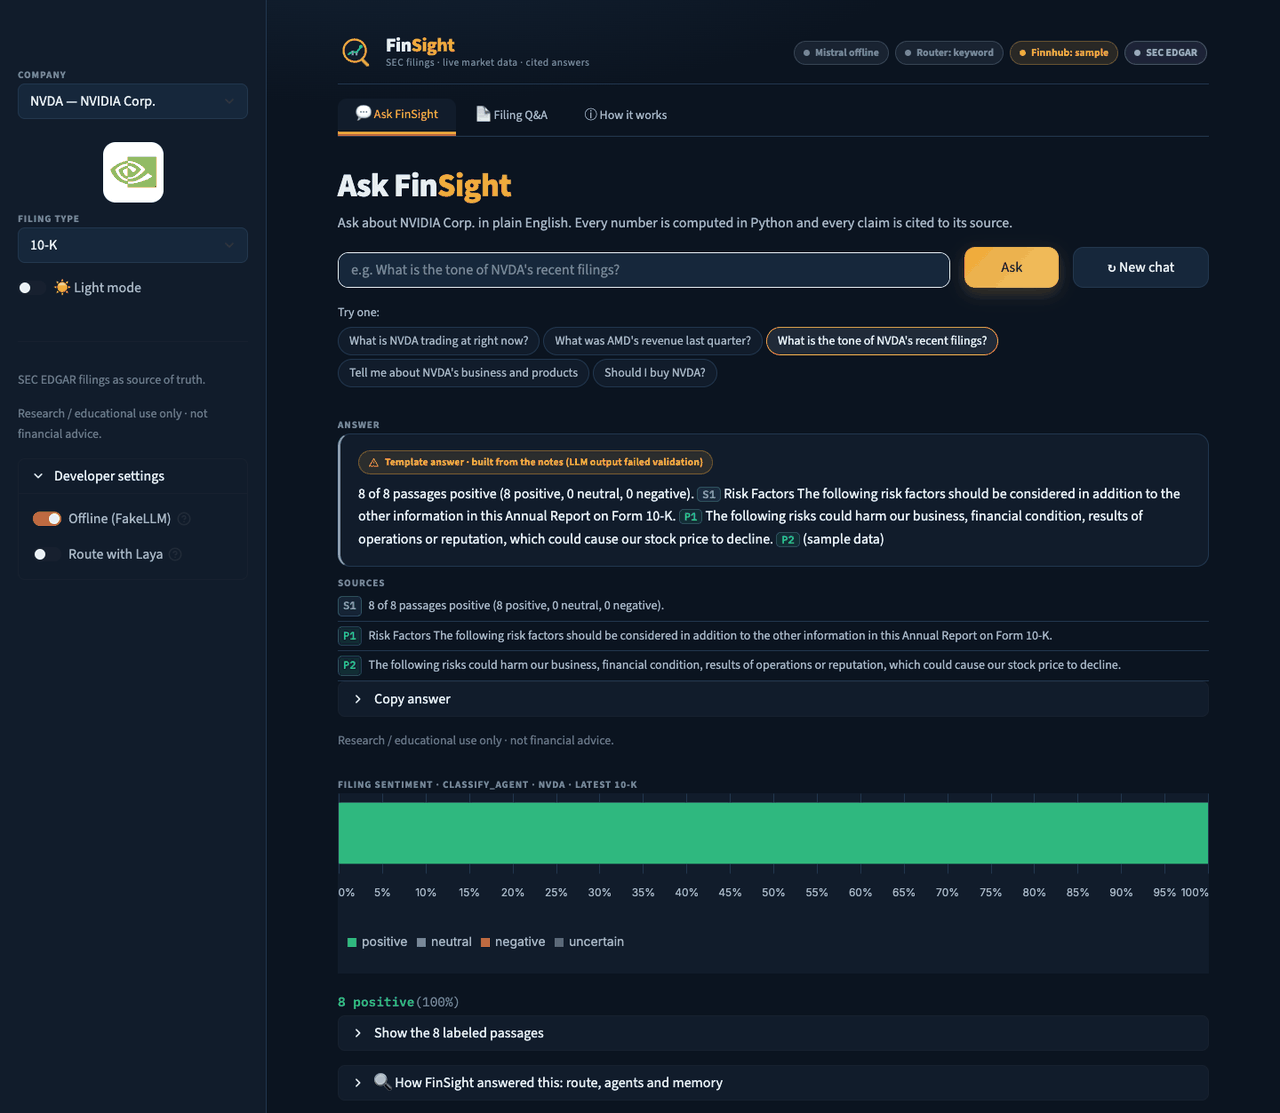 COMPANY
NVDA — NVIDIA Corp.
FILING TYPE
10-K
Light mode
SEC EDGAR filings as source of truth.
Research / educational use only · not
financial advice.
Developer settings
Offline (FakeLLM)
Route with Laya
FinSight
SEC filings · live market data · cited answers
Mistral offline
Router: keyword
Finnhub: sample
SEC EDGAR
Ask FinSight
Filing Q&A
How it works
Ask FinSight
Ask about NVIDIA Corp. in plain English. Every number is computed in Python and every claim is cited to its source.
e.g. What is the tone of NVDA's recent filings?
Ask
↻ New chat
Try one:
What is NVDA trading at right now?
What was AMD's revenue last quarter?
What is the tone of NVDA's recent filings?
Tell me about NVDA's business and products
Should I buy NVDA?
ANSWER
⚠ Template answer · built from the notes (LLM output failed validation)
8 of 8 passages positive (8 positive, 0 neutral, 0 negative). S1 Risk Factors The following risk factors should be considered in addition to the
other information in this Annual Report on Form 10-K. P1 The following risks could harm our business, financial condition, results of
operations or reputation, which could cause our stock price to decline. P2 (sample data)
SOURCES
S1 8 of 8 passages positive (8 positive, 0 neutral, 0 negative).
P1 Risk Factors The following risk factors should be considered in addition to the other information in this Annual Report on Form 10-K.
P2 The following risks could harm our business, financial condition, results of operations or reputation, which could cause our stock price to decline.
Copy answer
Research / educational use only · not financial advice.
FILING SENTIMENT · CLASSIFY_AGENT · NVDA · LATEST 10-K
0% 5% 10% 15% 20% 25% 30% 35% 40% 45% 50% 55% 60% 65% 70% 75% 80% 85% 90% 95% 100%
positive neutral negative uncertain
8 positive(100%)
Show the 8 labeled passages
How FinSight answered this: route, agents and memory